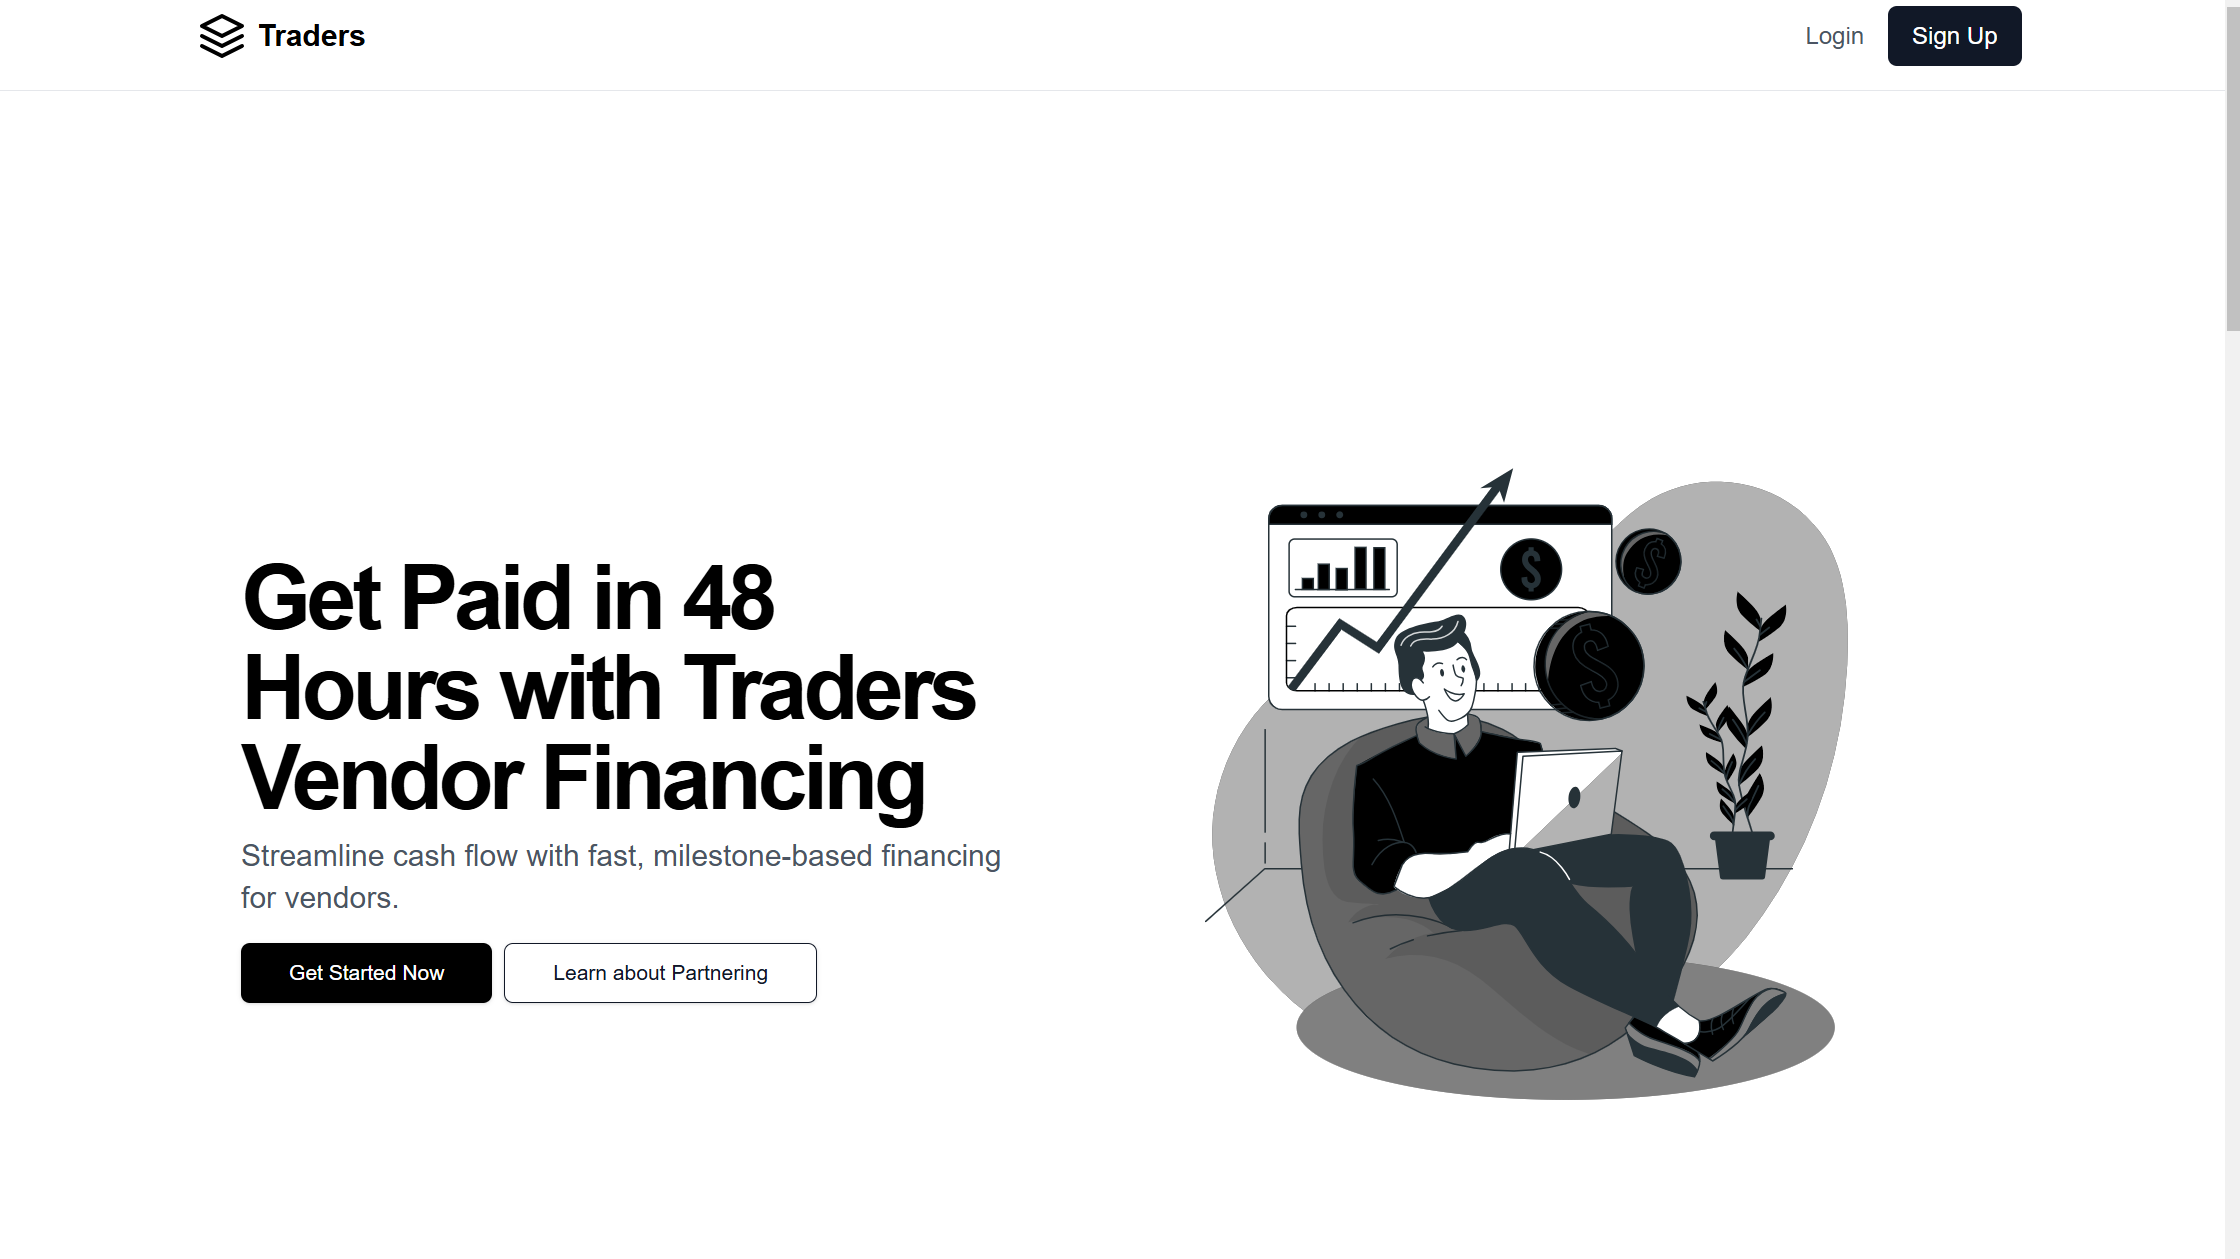 Traders
Login
Sign Up
Get Paid in 48
Hours with Traders
Vendor Financing
Streamline cash flow with fast, milestone-based financing
for vendors.
Get Started Now
Learn about Partnering
$
$
$